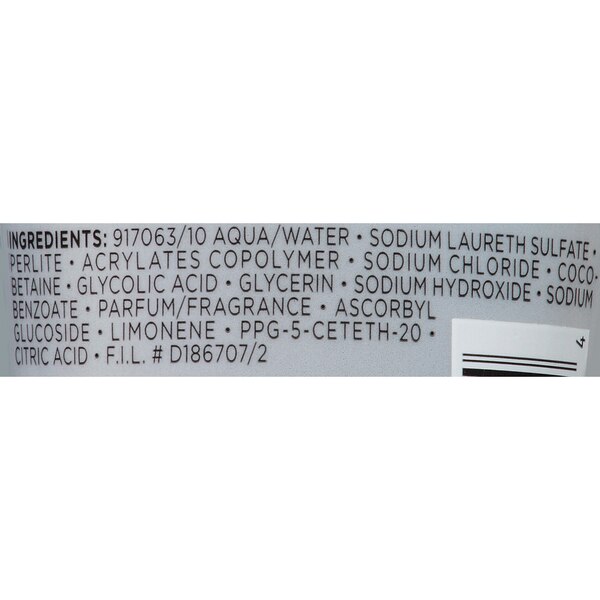 INGREDIENTS: 917063/10 AQUA/WATER • SODIUM LAURETH SULFATE •
PERLITE • ACRYLATES COPOLYMER • SODIUM CHLORIDE • COCO-
BETAINE • GLYCOLIC ACID • GLYCERIN • SODIUM HYDROXIDE • SODIUM
BENZOATE • PARFUM/FRAGRANCE • ASCORBYL
GLUCOSIDE • LIMONENE • PPG-5-CETETH-20 •
CITRIC ACID • F.I.L. # D186707/2
4